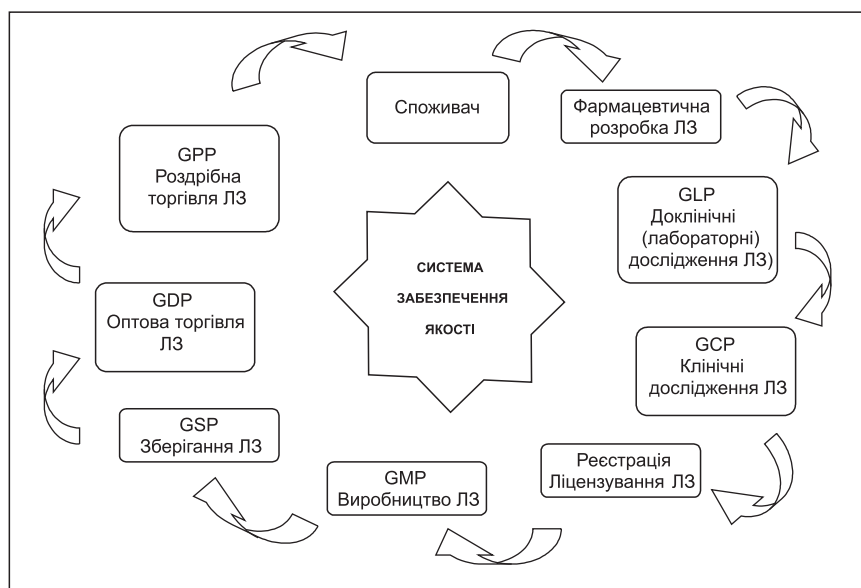 Споживач
Фармацевтична
розробка ЛЗ
GLP
Доклінічні
(лабораторні)
дослідження ЛЗ)
GCP
Клінічні
дослідження ЛЗ
Реєстрація
Ліцензування ЛЗ
GMP
Виробництво ЛЗ
GSP
Зберігання ЛЗ
GDP
Оптова торгівля
ЛЗ
GPP
Роздрібна
торгівля ЛЗ
СИСТЕМА
ЗАБЕЗПЕЧЕННЯ
ЯКОСТІ